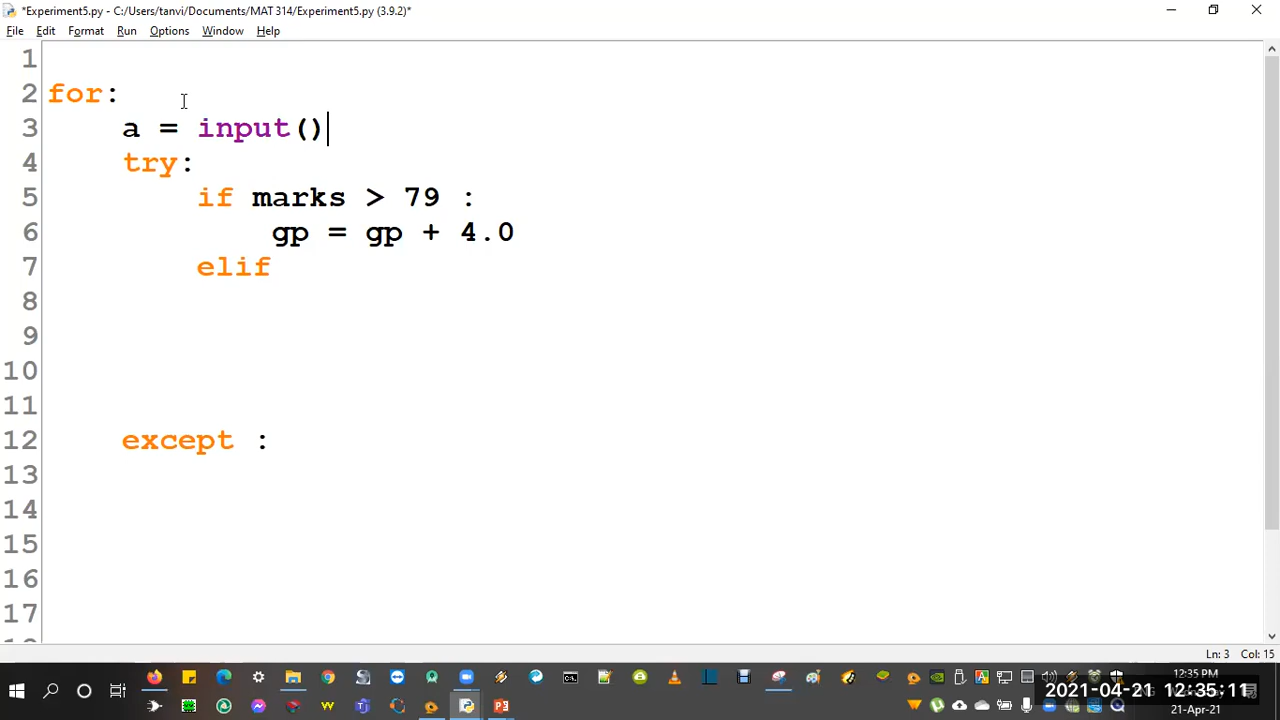 *Experiment5.py - C:/Users/tanvi/Documents/MAT 314/Experiment5.py (3.9.2)*
File Edit Format Run Options Window Help
1
2 for:
3 a = input()
4 try:
5 if marks > 79 :
6 gp = gp + 4.0
7 elif
8
9
10
11
12 except :
13
14
15
16
17
Ln: 3 Col: 15
12:35 PM
2021-04-21 12:35:11
21-Apr-21